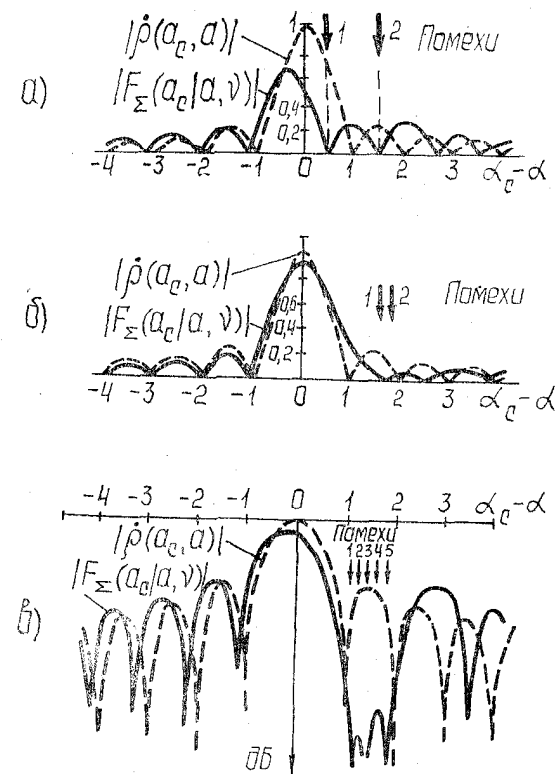 |ρ̇(α_c, α)|
1
1
2
Помехи
а)
|F_Σ(α_c|α, ν)|
0,4
0,2
-4 -3 -2 -1 0 1 2 3 α_c-α
|ρ̇(α_c, α)|
б)
0,6
1 2
Помехи
|F_Σ(α_c|α, ν)|
0,4
0,2
-4 -3 -2 -1 0 1 2 3 α_c-α
-4 -3 -2 -1 0 1 2 3 α_c-α
|ρ̇(α_c, α)|
Помехи
12345
|F_Σ(α_c|α, ν)|
в)
дБ